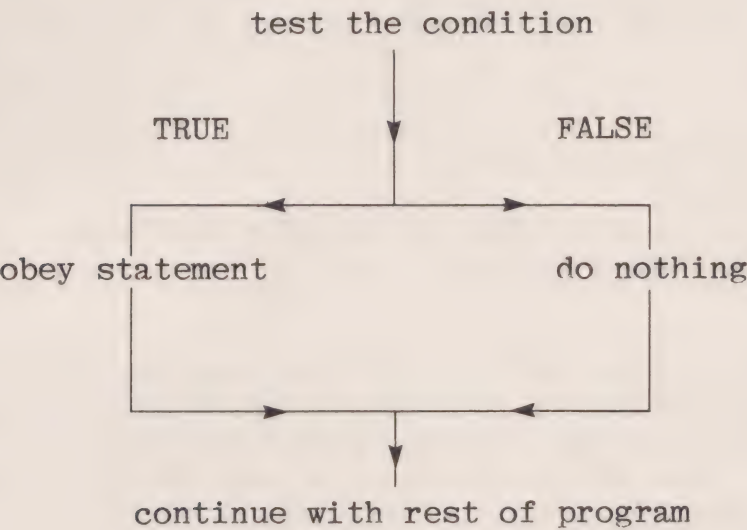 test the condition
TRUE FALSE
obey statement do nothing
continue with rest of program